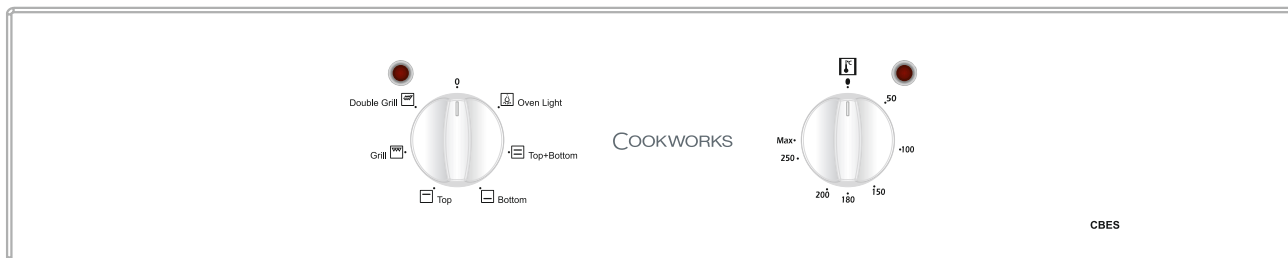 0
Double Grill
Oven Light
Grill
Top+Bottom
Top
Bottom
COOKWORKS
°C
50
100
150
180
200
250
Max
CBES